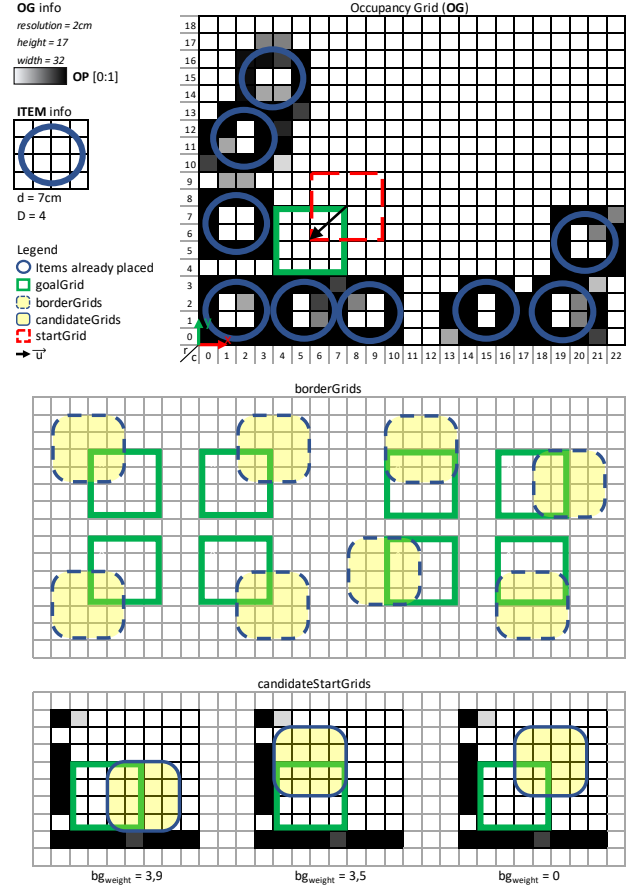 OG info
resolution = 2cm
height = 17
width = 32
OP [0:1]
ITEM info
d = 7cm
D = 4
Legend
Items already placed
goalGrid
borderGrids
candidateGrids
startGrid
u
Occupancy Grid (OG)
18
17
16
15
14
13
12
11
10
9
8
7
6
5
4
3
2
1
0
y
x
r
c
0 1 2 3 4 5 6 7 8 9 10 11 12 13 14 15 16 17 18 19 20 21 22
borderGrids
candidateStartGrids
bgweight = 3,9
bgweight = 3,5
bgweight = 0